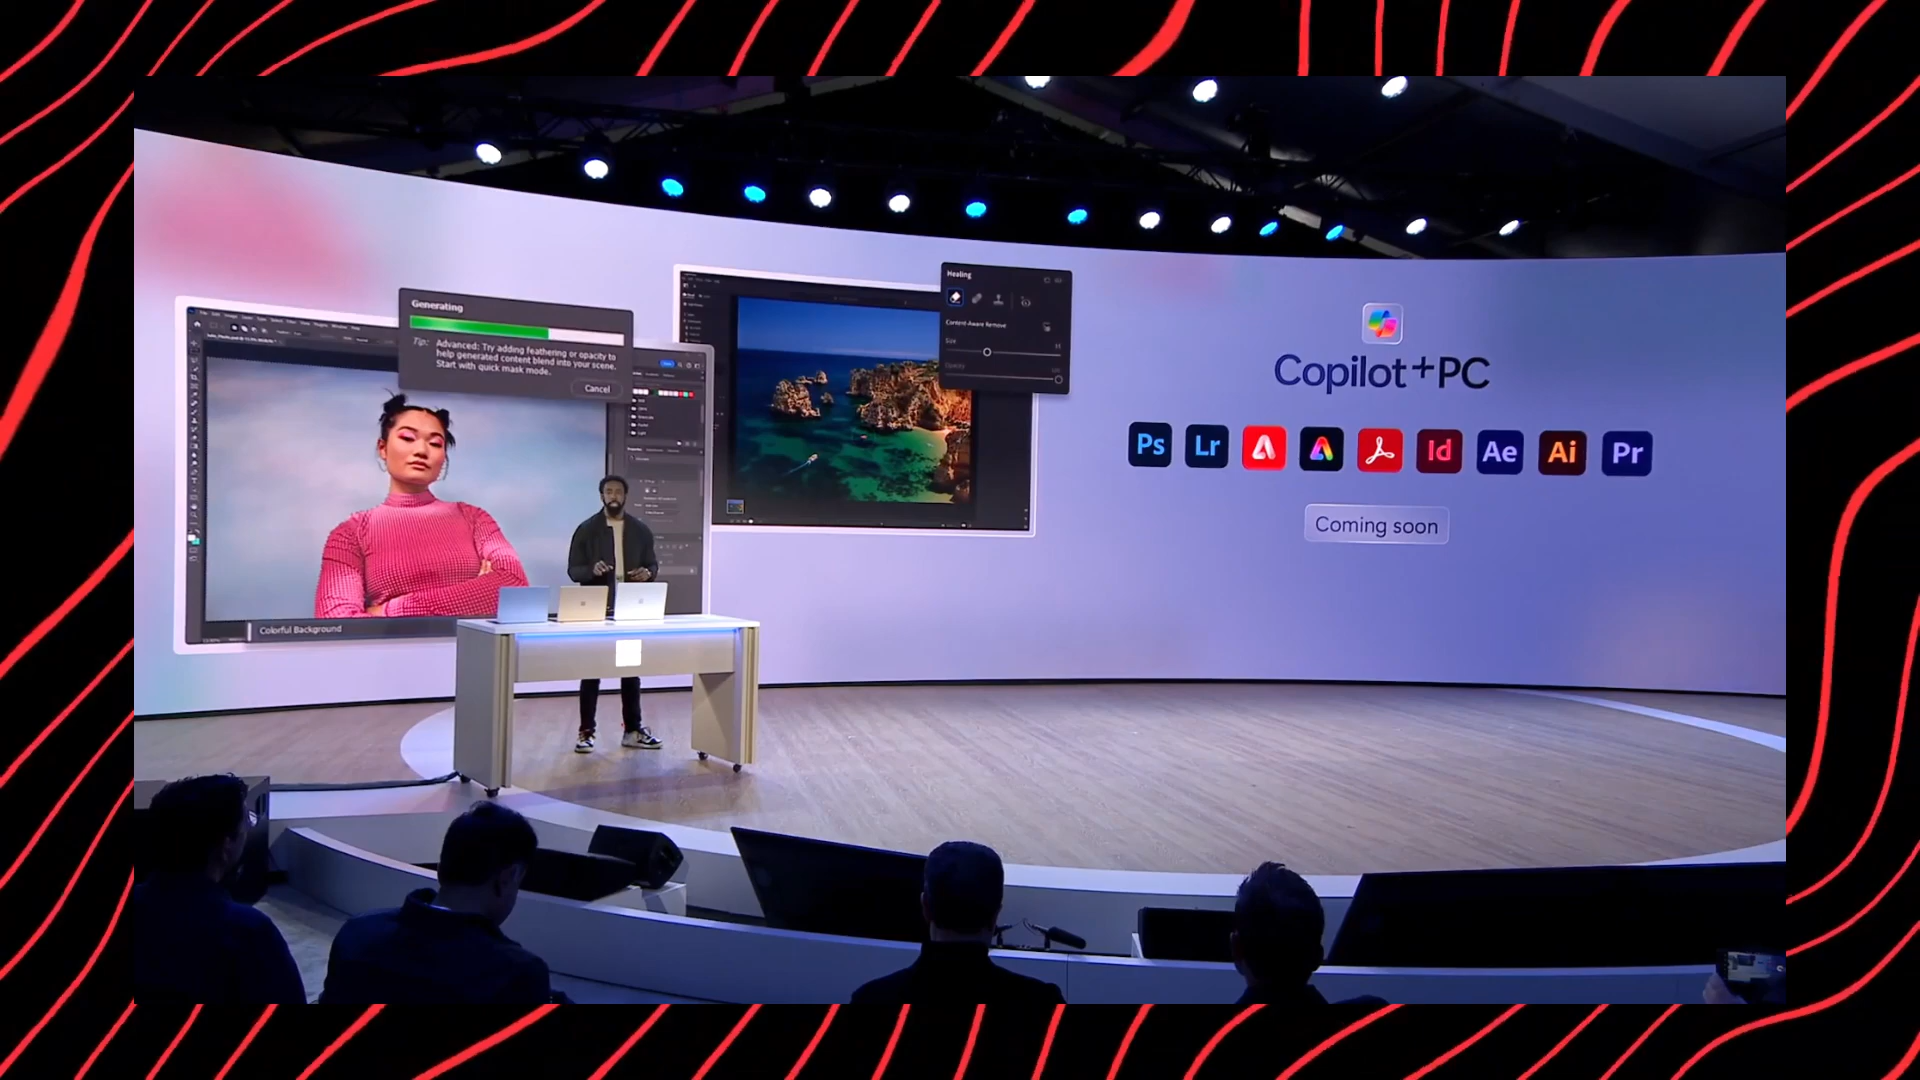 Generating
Tip: Advanced: Try adding feathering or opacity to
help generated content blend into your scene.
Start with quick mask mode.
Cancel
Colorful Background
Healing
Content-Aware Remove
Size
Opacity
Copilot+PC
Ps Lr Id Ae Ai Pr
Coming soon